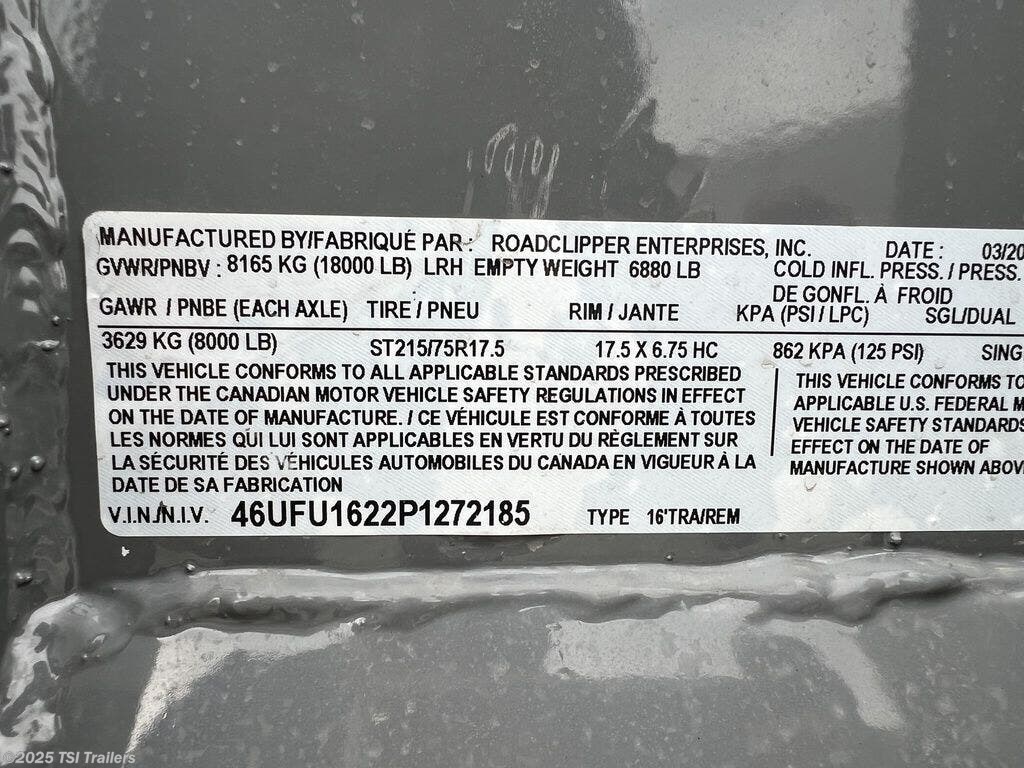 MANUFACTURED BY/FABRIQUÉ PAR : ROADCLIPPER ENTERPRISES, INC. DATE : 03/20
GVWR/PNBV : 8165 KG (18000 LB) LRH EMPTY WEIGHT 6880 LB COLD INFL. PRESS. / PRESS.
DE GONFL. À FROID
GAWR / PNBE (EACH AXLE) TIRE / PNEU RIM / JANTE KPA (PSI / LPC) SGL/DUAL
3629 KG (8000 LB) ST215/75R17.5 17.5 X 6.75 HC 862 KPA (125 PSI) SING
THIS VEHICLE CONFORMS TO ALL APPLICABLE STANDARDS PRESCRIBED
UNDER THE CANADIAN MOTOR VEHICLE SAFETY REGULATIONS IN EFFECT
ON THE DATE OF MANUFACTURE. / CE VÉHICULE EST CONFORME À TOUTES
LES NORMES QUI LUI SONT APPLICABLES EN VERTU DU RÈGLEMENT SUR
LA SÉCURITÉ DES VÉHICULES AUTOMOBILES DU CANADA EN VIGUEUR À LA
DATE DE SA FABRICATION
THIS VEHICLE CONFORMS TO
APPLICABLE U.S. FEDERAL M
VEHICLE SAFETY STANDARDS
EFFECT ON THE DATE OF
MANUFACTURE SHOWN ABOV
V.I.N./N.I.V. 46UFU1622P1272185 TYPE 16'TRA/REM
©2025 TSI Trailers